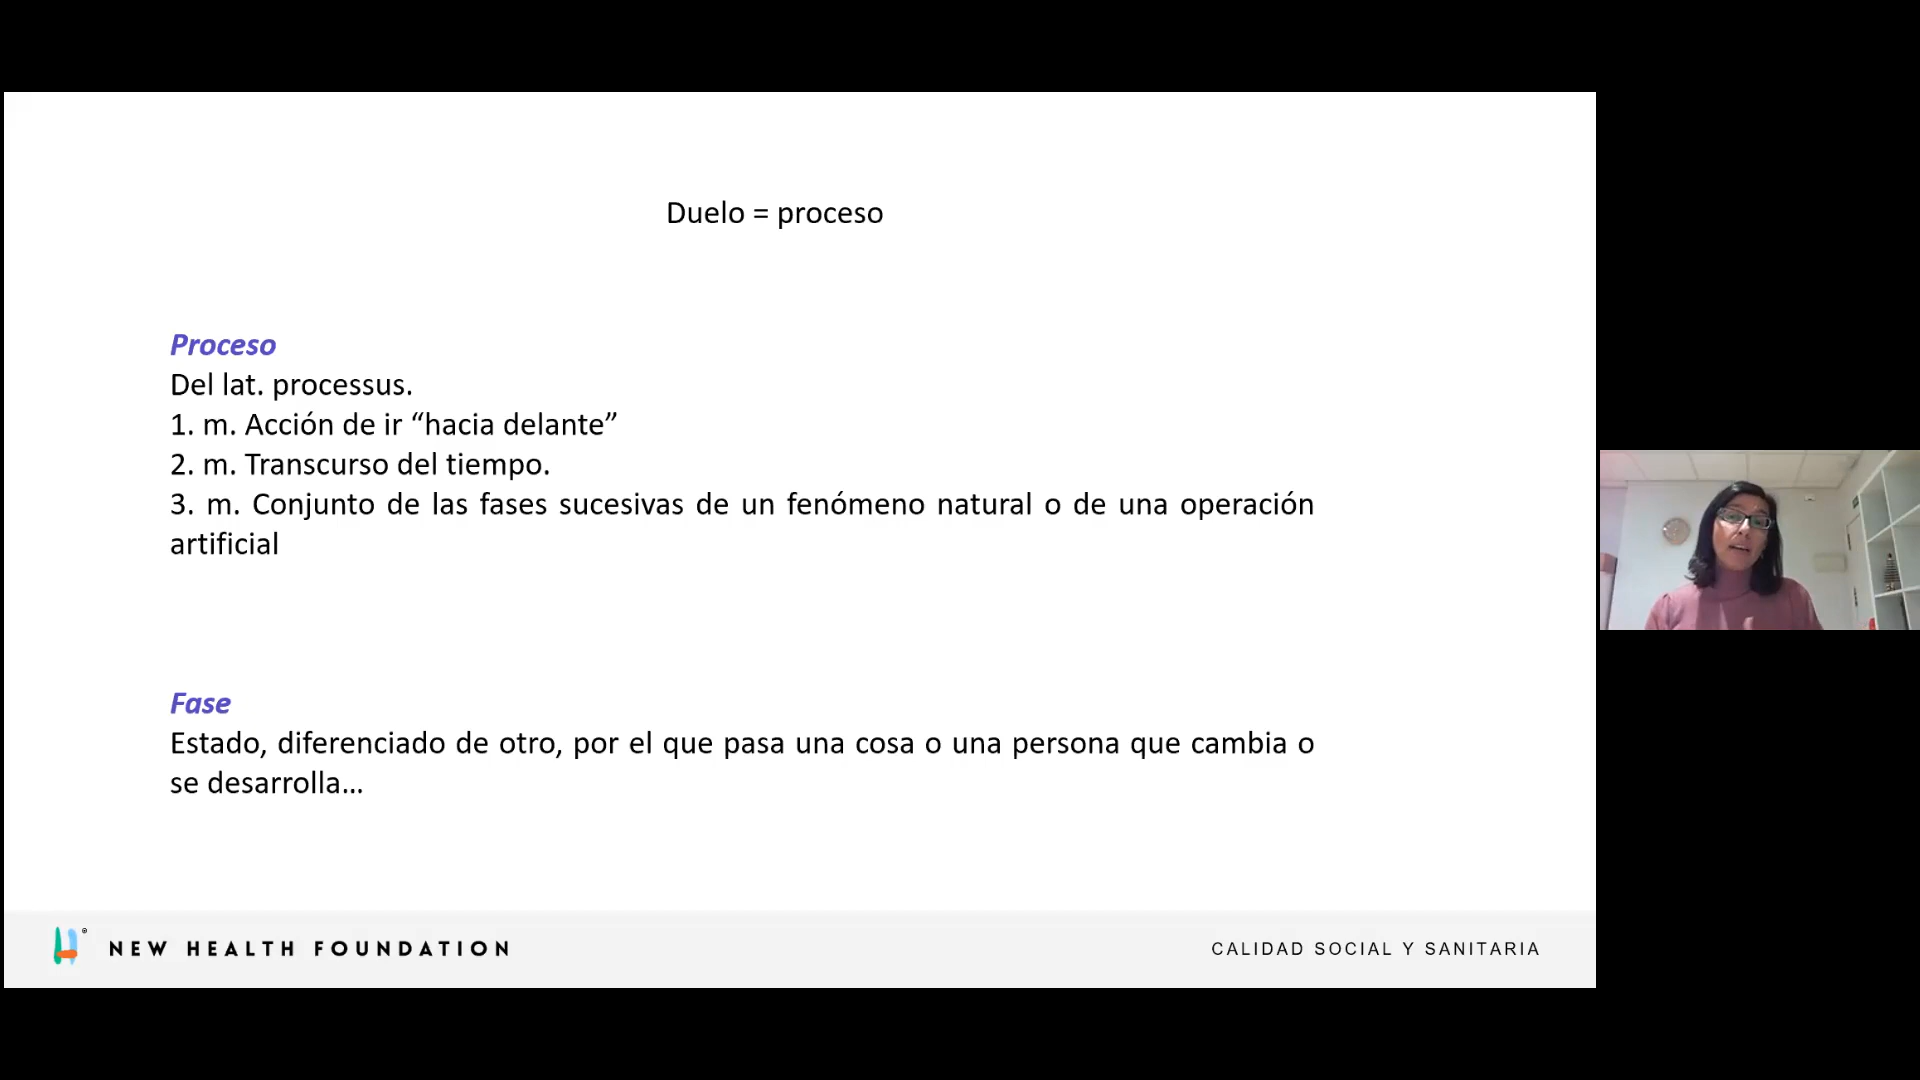 Duelo = proceso
Proceso
Del lat. processus.
1. m. Acción de ir “hacia delante”
2. m. Transcurso del tiempo.
3. m. Conjunto de las fases sucesivas de un fenómeno natural o de una operación
artificial
Fase
Estado, diferenciado de otro, por el que pasa una cosa o una persona que cambia o
se desarrolla...
NEW HEALTH FOUNDATION
CALIDAD SOCIAL Y SANITARIA